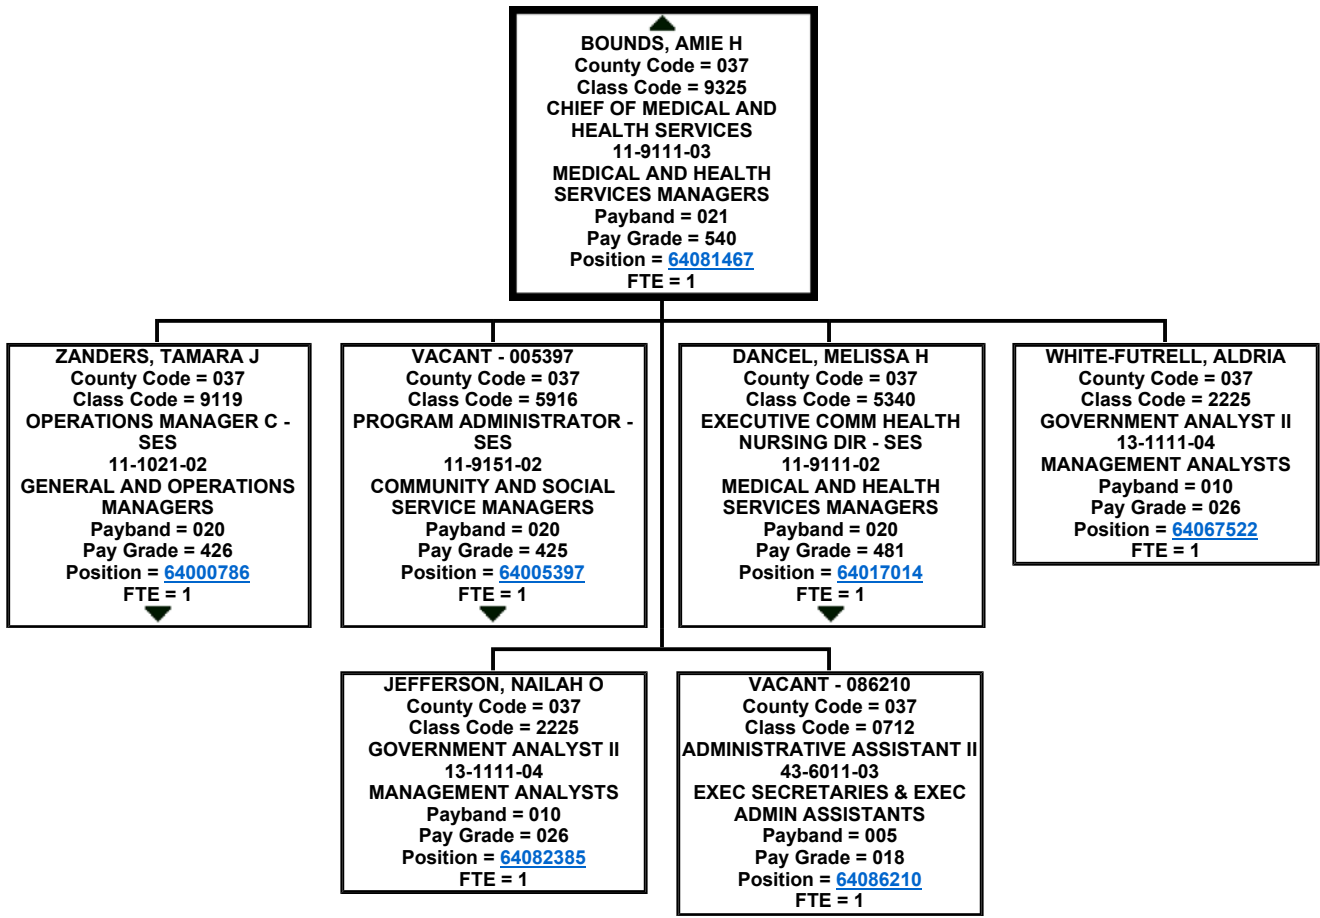 BOUNDS, AMIE H
County Code = 037
Class Code = 9325
CHIEF OF MEDICAL AND
HEALTH SERVICES
11-9111-03
MEDICAL AND HEALTH
SERVICES MANAGERS
Payband = 021
Pay Grade = 540
Position = 64081467
FTE = 1
ZANDERS, TAMARA J
County Code = 037
Class Code = 9119
OPERATIONS MANAGER C -
SES
11-1021-02
GENERAL AND OPERATIONS
MANAGERS
Payband = 020
Pay Grade = 426
Position = 64000786
FTE = 1
VACANT - 005397
County Code = 037
Class Code = 5916
PROGRAM ADMINISTRATOR -
SES
11-9151-02
COMMUNITY AND SOCIAL
SERVICE MANAGERS
Payband = 020
Pay Grade = 425
Position = 64005397
FTE = 1
DANCEL, MELISSA H
County Code = 037
Class Code = 5340
EXECUTIVE COMM HEALTH
NURSING DIR - SES
11-9111-02
MEDICAL AND HEALTH
SERVICES MANAGERS
Payband = 020
Pay Grade = 481
Position = 64017014
FTE = 1
WHITE-FUTRELL, ALDRIA
County Code = 037
Class Code = 2225
GOVERNMENT ANALYST II
13-1111-04
MANAGEMENT ANALYSTS
Payband = 010
Pay Grade = 026
Position = 64067522
FTE = 1
JEFFERSON, NAILAH O
County Code = 037
Class Code = 2225
GOVERNMENT ANALYST II
13-1111-04
MANAGEMENT ANALYSTS
Payband = 010
Pay Grade = 026
Position = 64082385
FTE = 1
VACANT - 086210
County Code = 037
Class Code = 0712
ADMINISTRATIVE ASSISTANT II
43-6011-03
EXEC SECRETARIES & EXEC
ADMIN ASSISTANTS
Payband = 005
Pay Grade = 018
Position = 64086210
FTE = 1